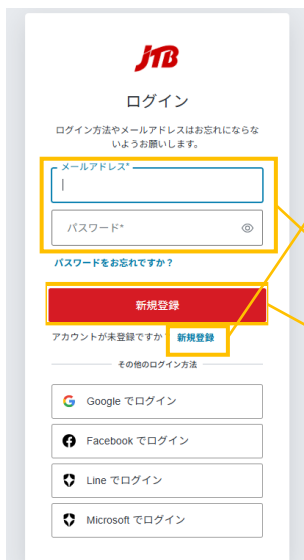 JTB
ログイン
ログイン方法やメールアドレスはお忘れにならな
いようお願いします。
メールアドレス*
パスワード*
パスワードをお忘れですか？
新規登録
アカウントが未登録ですか？ 新規登録
その他のログイン方法
Google でログイン
Facebook でログイン
Line でログイン
Microsoft でログイン